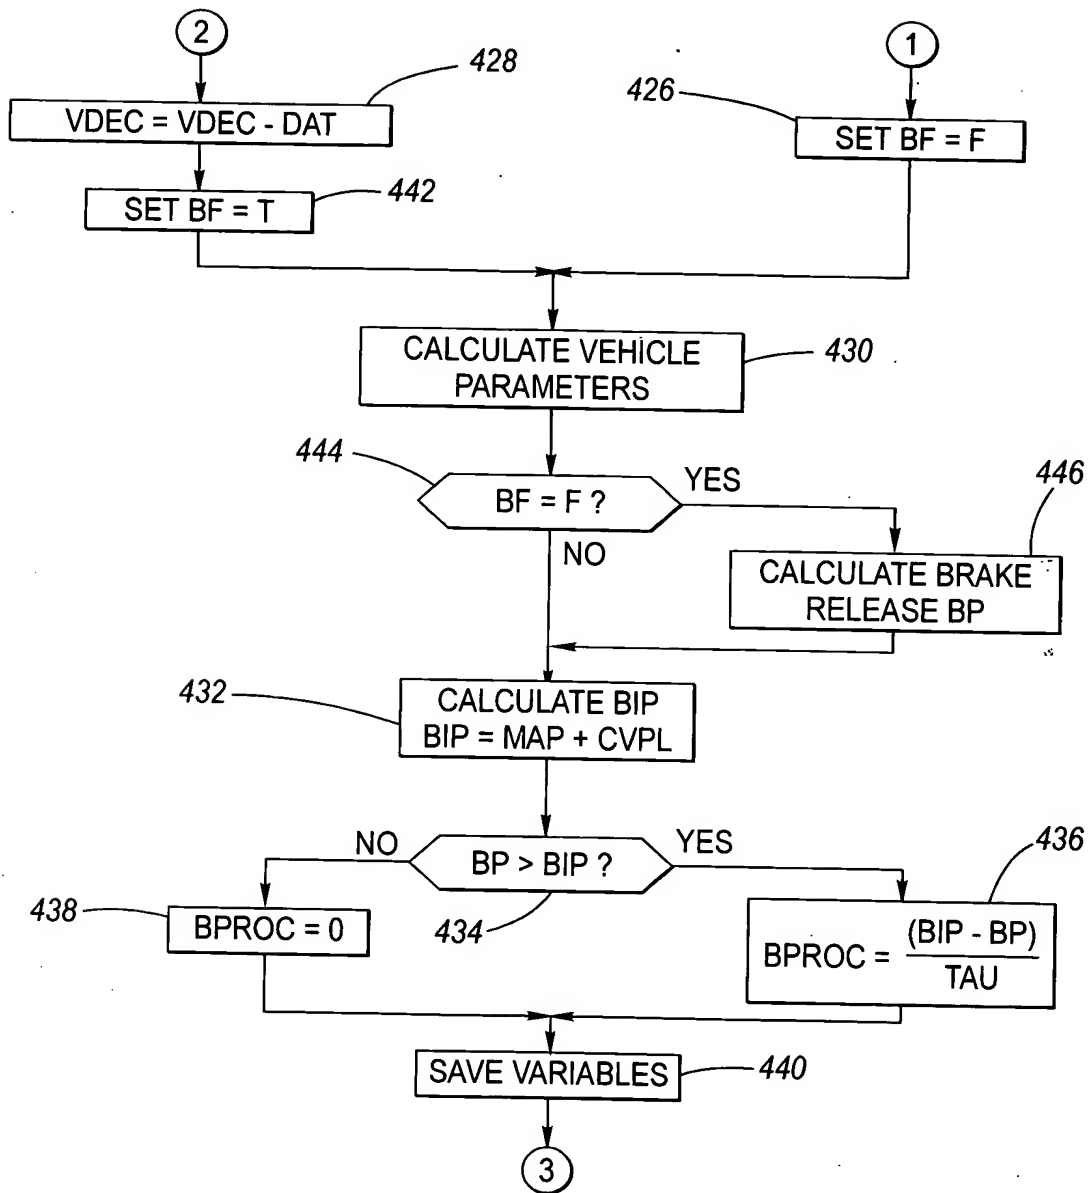 2
1
428
426
VDEC = VDEC - DAT
SET BF = F
442
SET BF = T
CALCULATE VEHICLE
PARAMETERS
430
444
BF = F ?
YES
NO
446
CALCULATE BRAKE
RELEASE BP
432
CALCULATE BIP
BIP = MAP + CVPL
NO
BP > BIP ?
YES
434
436
438
BPROC = 0
BPROC = (BIP - BP)
TAU
SAVE VARIABLES
440
3